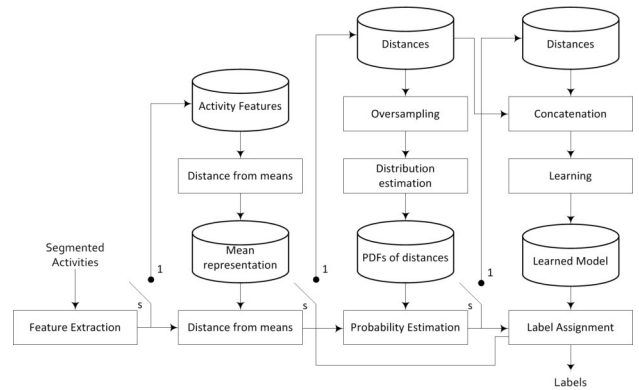 Distances
Distances
Activity Features
Oversampling
Concatenation
Distance from means
Distribution
estimation
Learning
Segmented
Activities
Mean
representation
PDFs of distances
Learned Model
1
1
1
s
s
s
Feature Extraction
Distance from means
Probability Estimation
Label Assignment
Labels